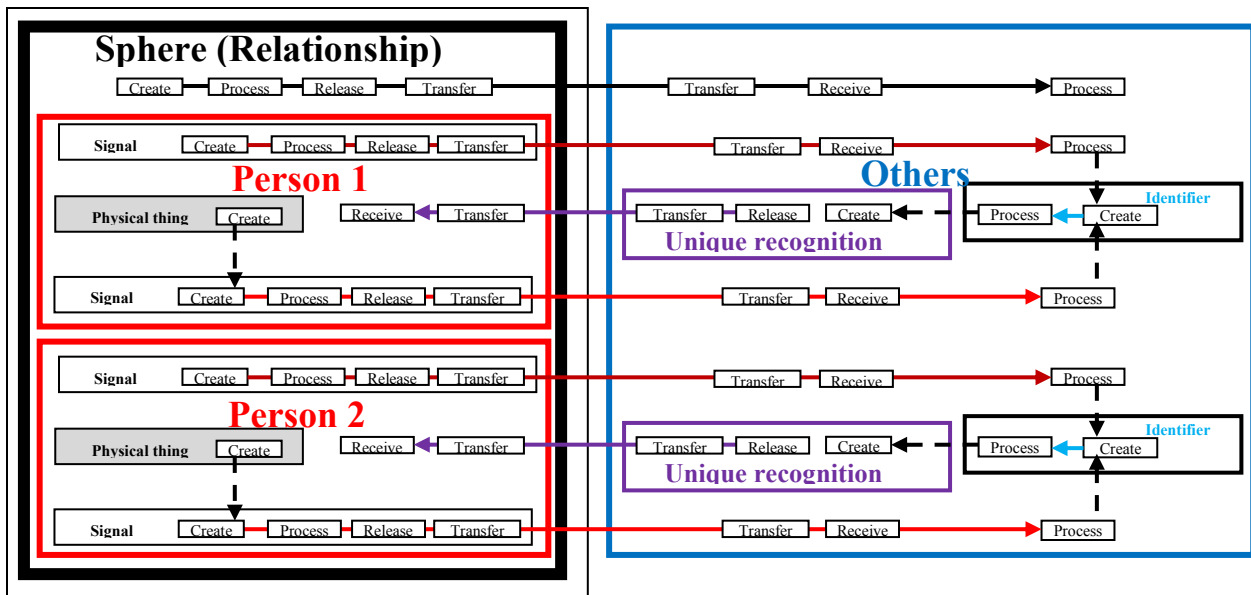 Sphere (Relationship)
Create Process Release Transfer Transfer Receive Process
Signal Create Process Release Transfer Transfer Receive Process
Person 1 Others
Physical thing Create Receive Transfer Transfer Release Create Process Create Identifier
Unique recognition
Signal Create Process Release Transfer Transfer Receive Process
Signal Create Process Release Transfer Transfer Receive Process
Person 2
Physical thing Create Receive Transfer Transfer Release Create Process Create Identifier
Unique recognition
Signal Create Process Release Transfer Transfer Receive Process